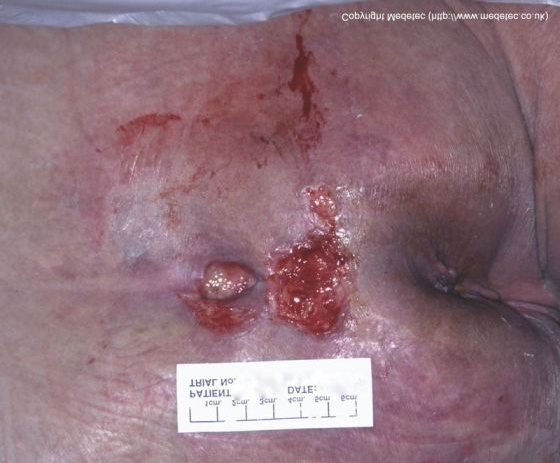 Copyright Medetec (http://www.medetec.co.uk)
TRIAL No.
PATIENT DATE:
1cm. 2cm. 3cm. 4cm. 5cm. 6cm.